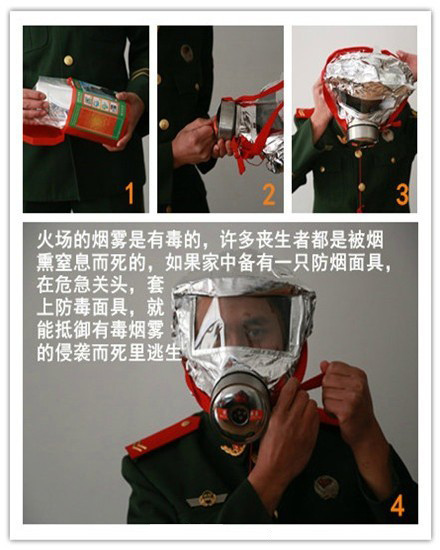 1
2
3
火场的烟雾是有毒的，许多丧生者都是被烟
熏窒息而死的，如果家中备有一只防烟面具，
在危急关头，套
上防毒面具，就
能抵御有毒烟雾
的侵袭而死里逃生
4